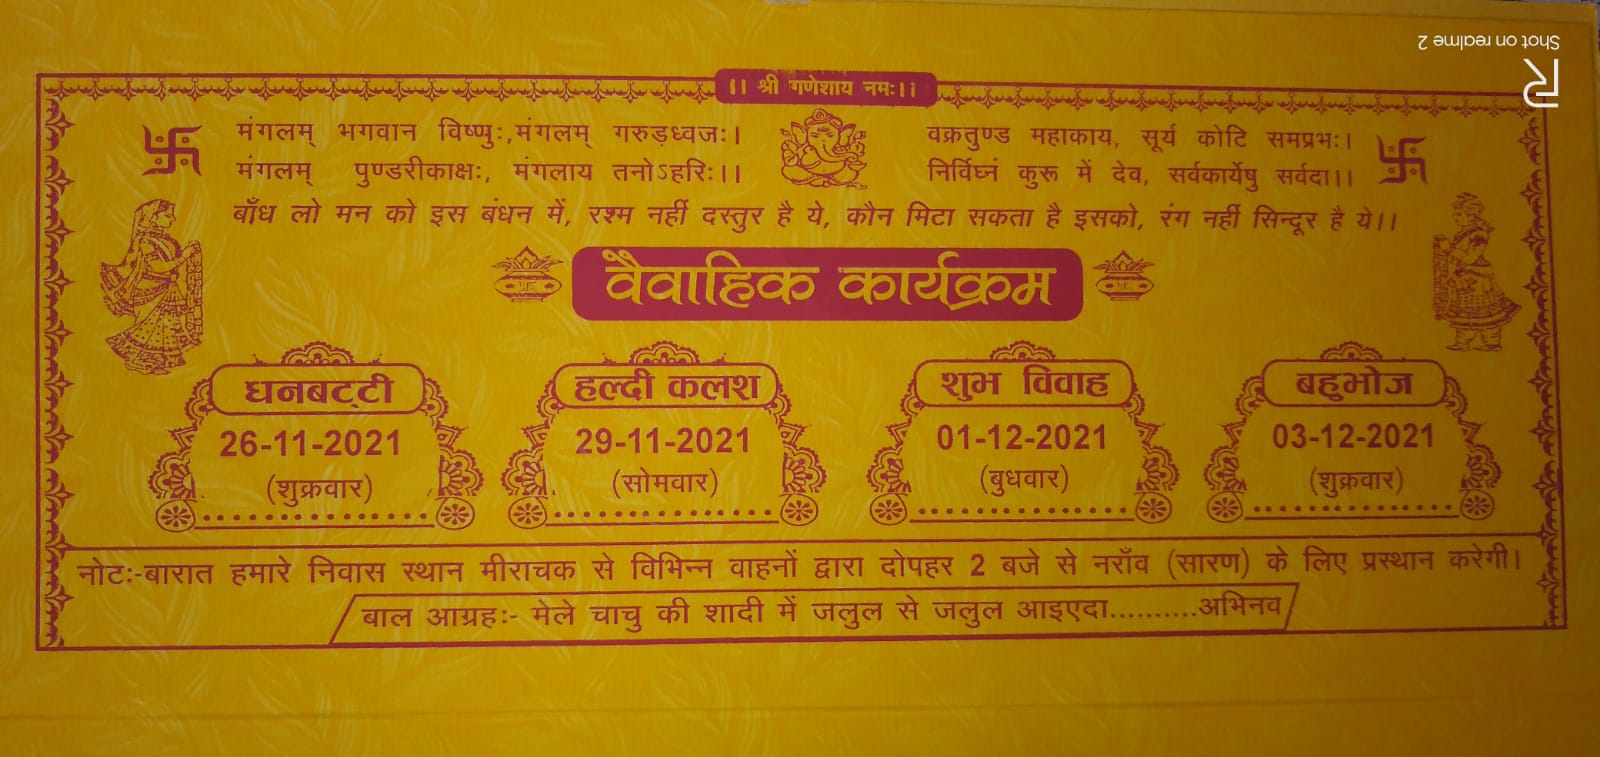 ।। श्री गणेशाय नमः।।
मंगलम् भगवान विष्णुः,मंगलम् गरुड़ध्वजः।
मंगलम् पुण्डरीकाक्षः, मंगलाय तनोऽहरिः।।
वक्रतुण्ड महाकाय, सूर्य कोटि समप्रभः।
निर्विघ्नं कुरू में देव, सर्वकार्येषु सर्वदा।।
बाँध लो मन को इस बंधन में, रश्म नहीं दस्तुर है ये, कौन मिटा सकता है इसको, रंग नहीं सिन्दूर है ये।।
वैवाहिक कार्यक्रम
धनबट्टी
26-11-2021
(शुक्रवार)
हल्दी कलश
29-11-2021
(सोमवार)
शुभ विवाह
01-12-2021
(बुधवार)
बहुभोज
03-12-2021
(शुक्रवार)
नोटः-बारात हमारे निवास स्थान मीराचक से विभिन्न वाहनों द्वारा दोपहर 2 बजे से नराँव (सारण) के लिए प्रस्थान करेगी।
बाल आग्रहः- मेले चाचु की शादी में जलुल से जलुल आइएदा..........अभिनव
Shot on realme 2
R